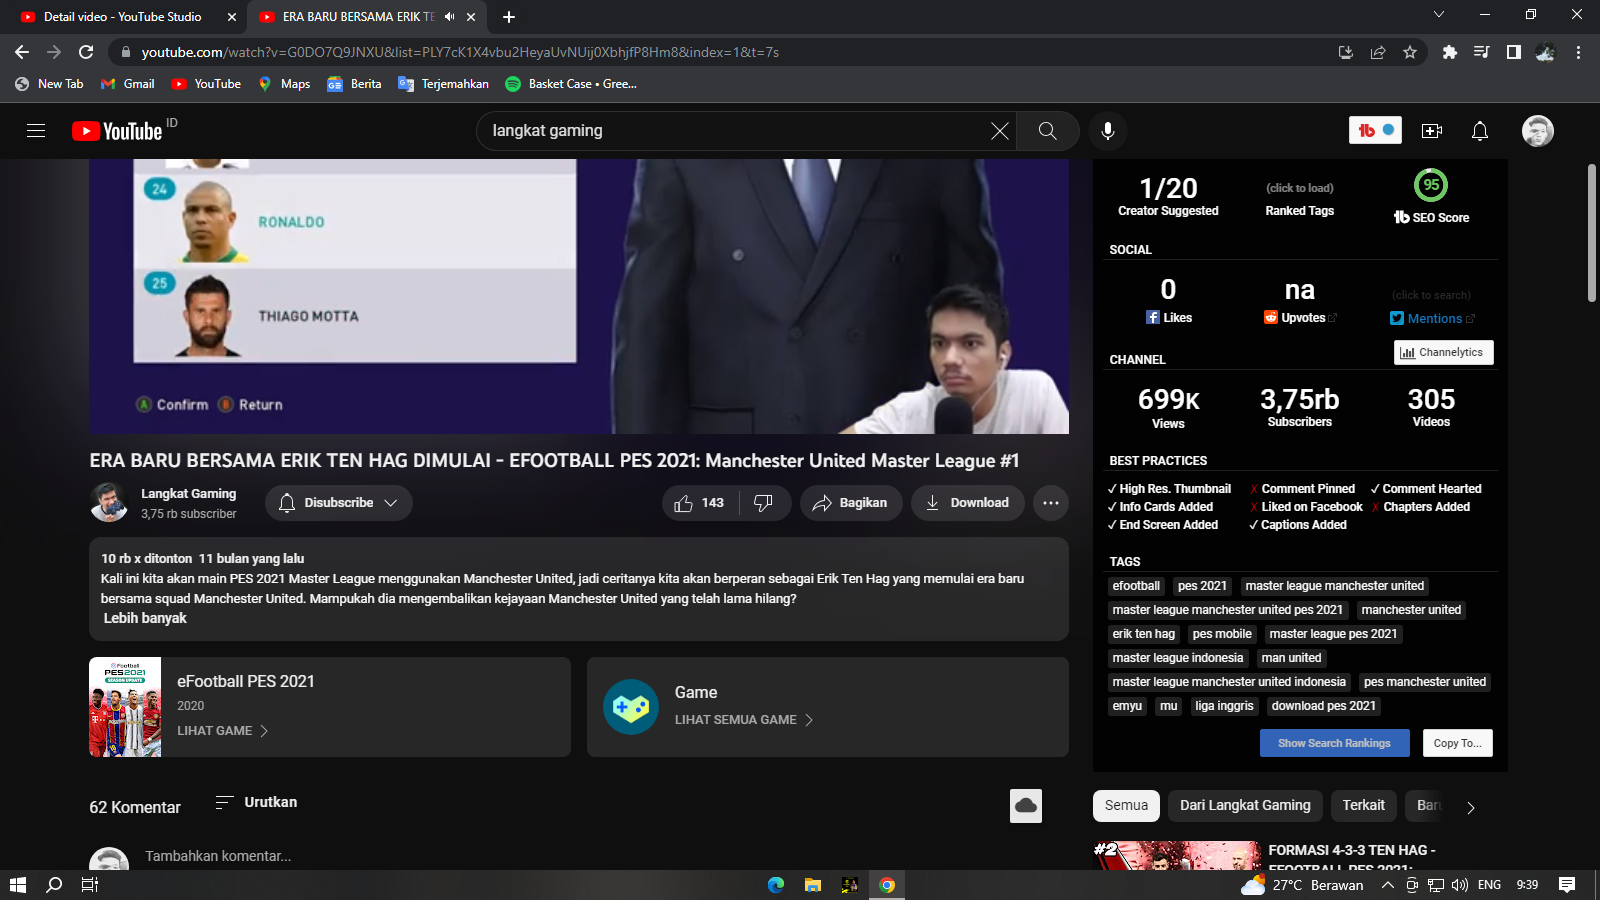 Detail video - YouTube Studio
ERA BARU BERSAMA ERIK TE
youtube.com/watch?v=G0DO7Q9JNXU&list=PLY7cK1X4vbu2HeyaUvNUij0XbhjfP8Hm8&index=1&t=7s
New Tab
Gmail
YouTube
Maps
Berita
Terjemahkan
Basket Case • Gree...
YouTube ID
langkat gaming
tb
24
RONALDO
25
THIAGO MOTTA
A Confirm B Return
ERA BARU BERSAMA ERIK TEN HAG DIMULAI - EFOOTBALL PES 2021: Manchester United Master League #1
Langkat Gaming
3,75 rb subscriber
Disubscribe
143
Bagikan
Download
10 rb x ditonton 11 bulan yang lalu
Kali ini kita akan main PES 2021 Master League menggunakan Manchester United, jadi ceritanya kita akan berperan sebagai Erik Ten Hag yang memulai era baru
bersama squad Manchester United. Mampukah dia mengembalikan kejayaan Manchester United yang telah lama hilang?
Lebih banyak
eFootball
PES2021
SEASON UPDATE
eFootball PES 2021
2020
LIHAT GAME
Game
LIHAT SEMUA GAME
62 Komentar
Urutkan
Tambahkan komentar...
1/20
Creator Suggested
(click to load)
Ranked Tags
95
tb SEO Score
SOCIAL
0
Likes
na
Upvotes
(click to search)
Mentions
CHANNEL
Channelytics
699K
Views
3,75rb
Subscribers
305
Videos
BEST PRACTICES
✓ High Res. Thumbnail
✗ Comment Pinned
✓ Comment Hearted
✓ Info Cards Added
✗ Liked on Facebook
✗ Chapters Added
✓ End Screen Added
✓ Captions Added
TAGS
efootball pes 2021 master league manchester united
master league manchester united pes 2021 manchester united
erik ten hag pes mobile master league pes 2021
master league indonesia man united
master league manchester united indonesia pes manchester united
emyu mu liga inggris download pes 2021
Show Search Rankings
Copy To...
Semua
Dari Langkat Gaming
Terkait
Baru
#2
FORMASI 4-3-3 TEN HAG -
EFOOTBALL PES 2021:
27°C Berawan
ENG
9:39